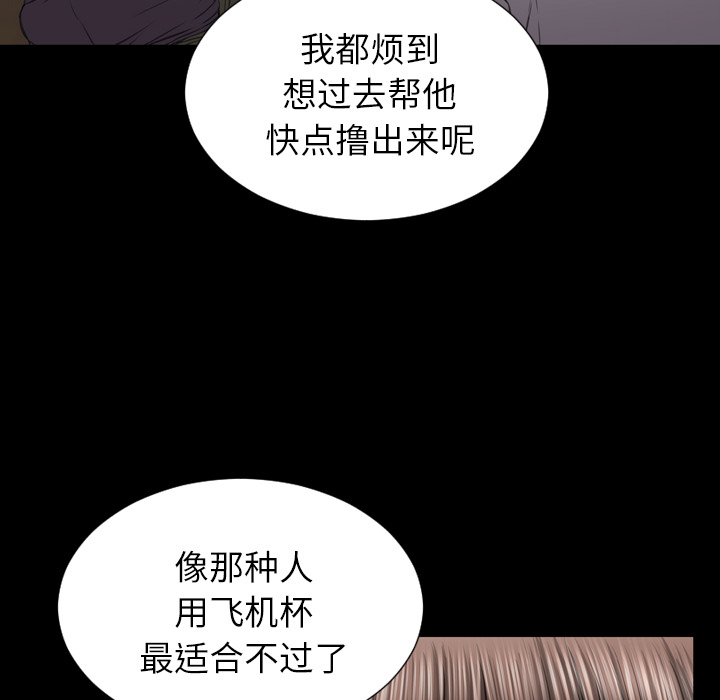 我都烦到
想过去帮他
快点撸出来呢
像那种人
用飞机杯
最适合不过了